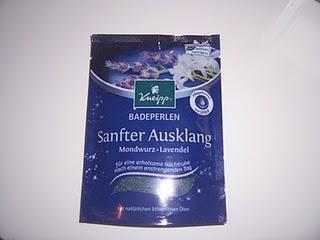 Kneipp
BADEPERLEN
Sanfter Ausklang
Mondwurz • Lavendel
für eine erholsame Nachtruhe
nach einem anstrengenden Tag
mit natürlichen ätherischen Ölen